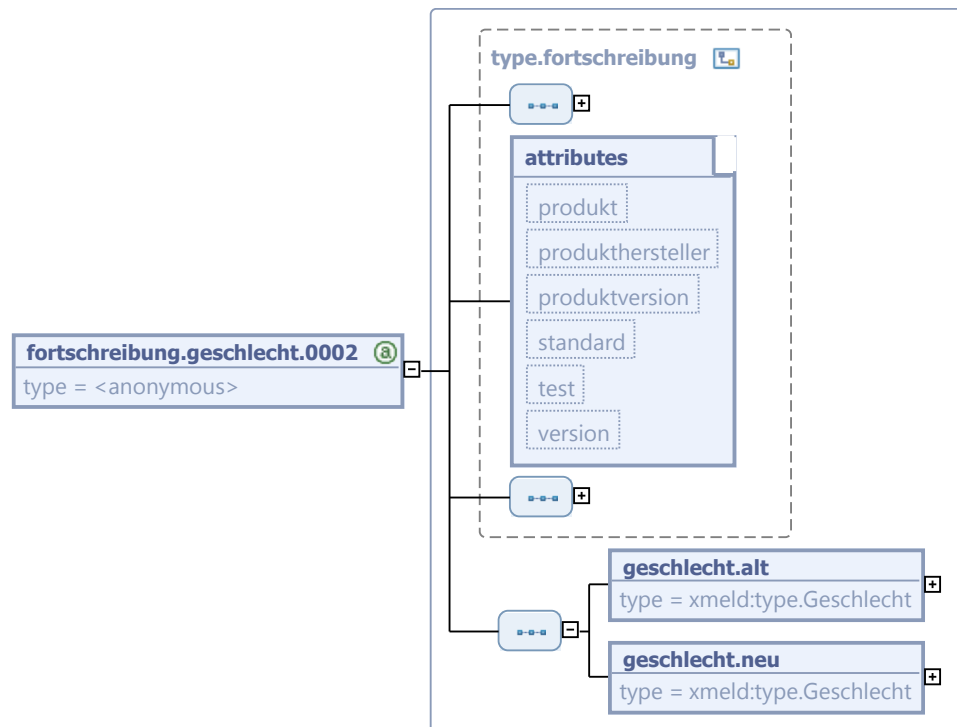 type.fortschreibung
attributes
produkt
produkthersteller
produktversion
standard
test
version
fortschreibung.geschlecht.0002 a
type = <anonymous>
geschlecht.alt
type = xmeld:type.Geschlecht
geschlecht.neu
type = xmeld:type.Geschlecht